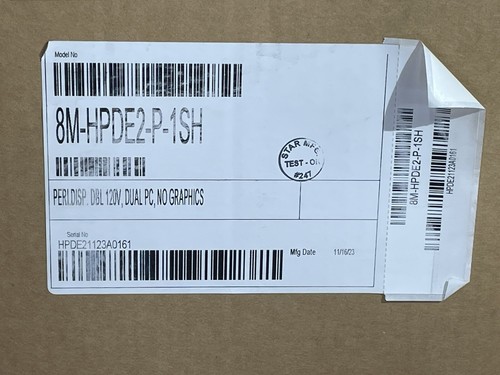 Model No
8M-HPDE2-P-1SH
STAR MFG
TEST - OK
#247
PERI.DISP. DBL 120V, DUAL PC, NO GRAPHICS
Serial No
HPDE21123A0161
Mfg Date 11/16/23
8M-HPDE2-P-1SH
HPDE21123A0161